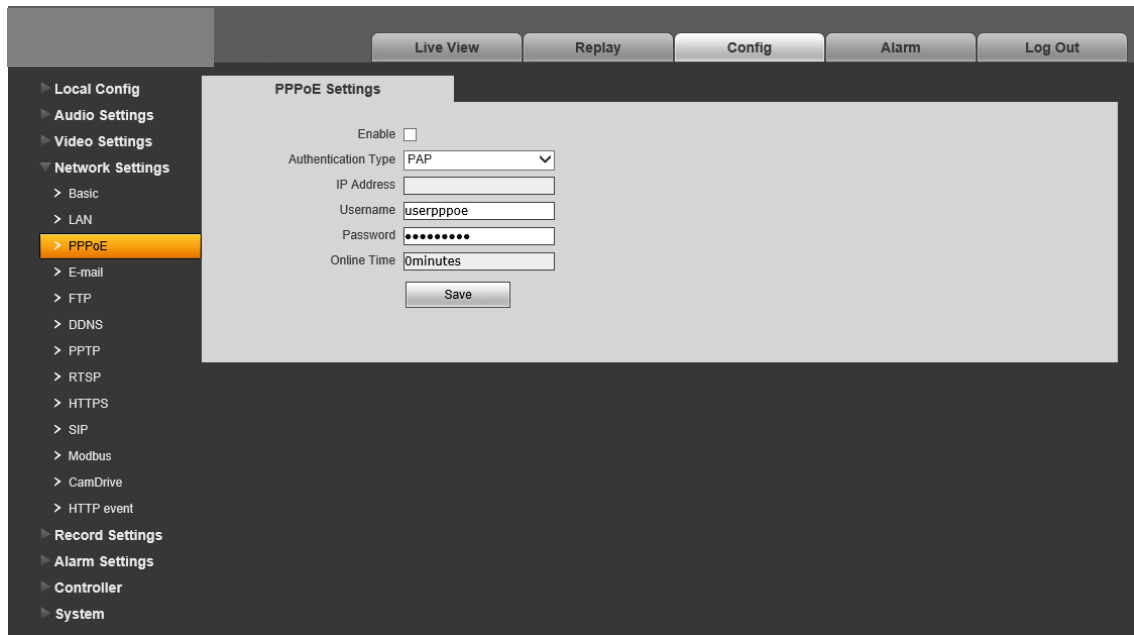 Live View Replay Config Alarm Log Out
Local Config
Audio Settings
Video Settings
Network Settings
> Basic
> LAN
> PPPoE
> E-mail
> FTP
> DDNS
> PPTP
> RTSP
> HTTPS
> SIP
> Modbus
> CamDrive
> HTTP event
Record Settings
Alarm Settings
Controller
System
PPPoE Settings
Enable
Authentication Type PAP
IP Address
Username userpppoe
Password •••••••••
Online Time 0minutes
Save